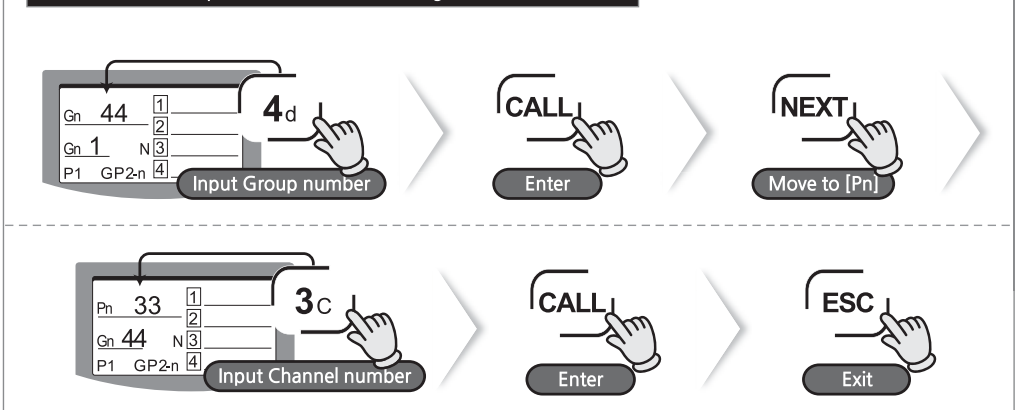 Gn 44 1
2
Gn 1 N 3
P1 GP2-n 4
4d
Input Group number
CALL
Enter
NEXT
Move to [Pn]
Pn 33 1
2
Gn 44 N 3
P1 GP2-n 4
3C
Input Channel number
CALL
Enter
ESC
Exit